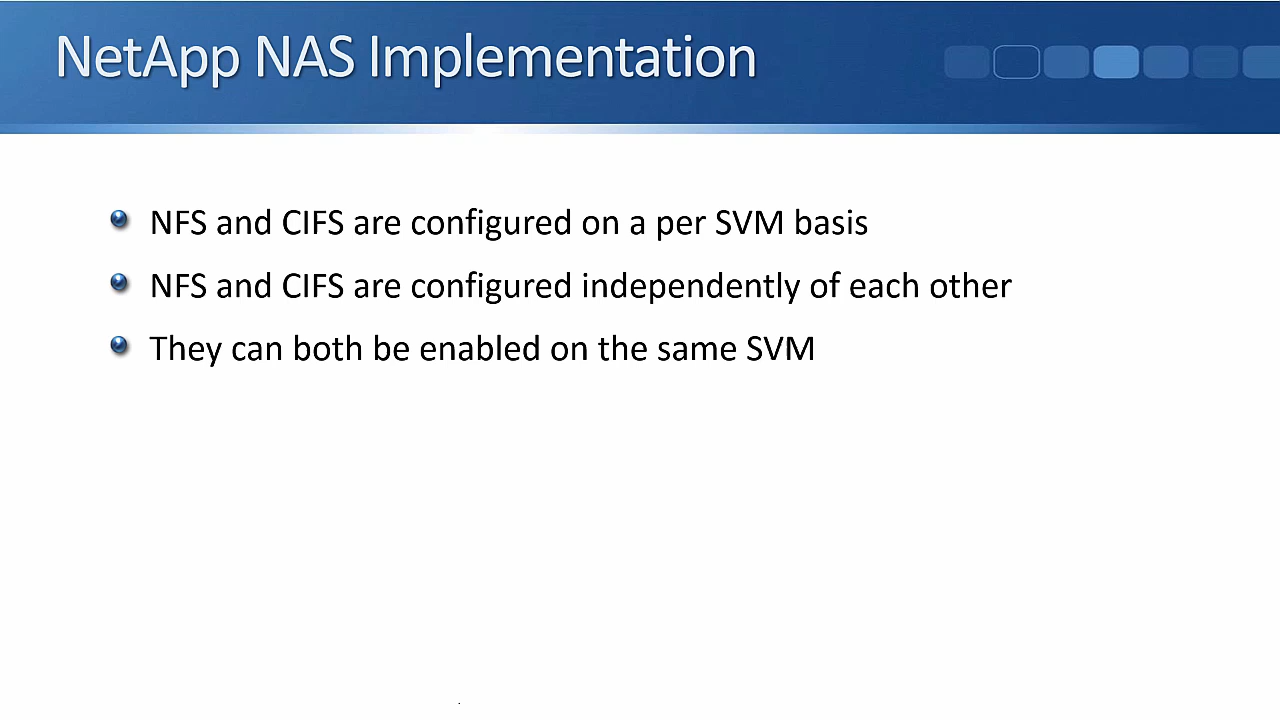 NetApp NAS Implementation
NFS and CIFS are configured on a per SVM basis
NFS and CIFS are configured independently of each other
They can both be enabled on the same SVM